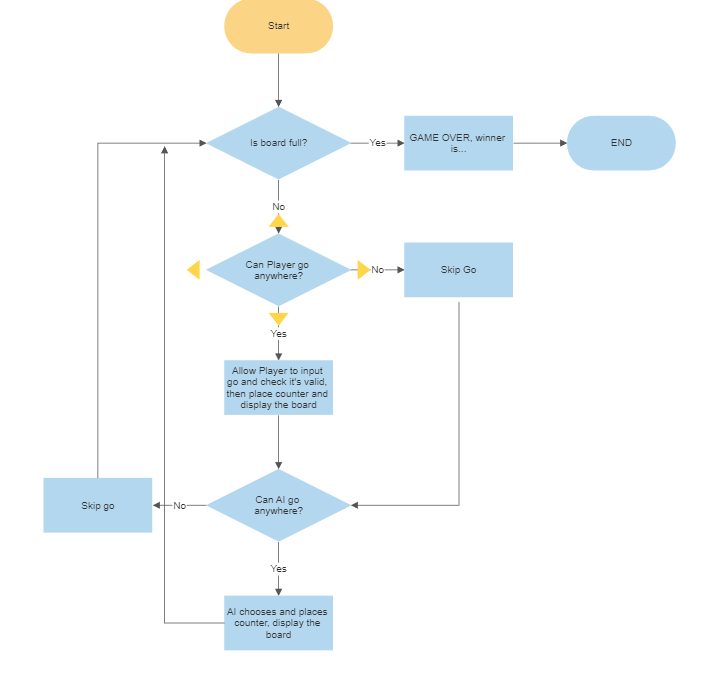 Start
Is board full?
Yes
GAME OVER, winner
is...
END
No
Can Player go
anywhere?
No
Skip Go
Yes
Allow Player to input
go and check it's valid,
then place counter and
display the board
Can AI go
anywhere?
No
Skip go
Yes
AI chooses and places
counter, display the
board